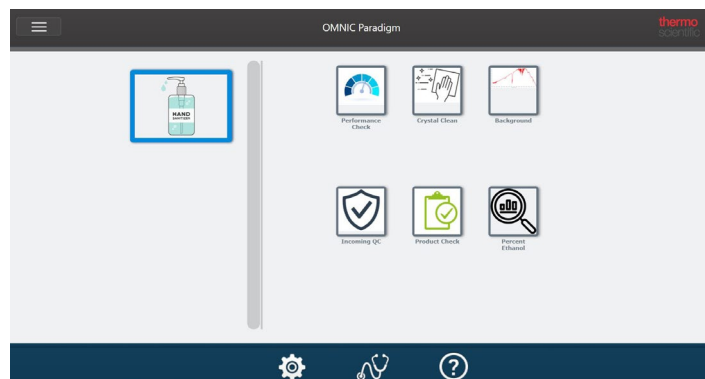 OMNIC Paradigm
thermo
scientific
HAND
SANITIZER
Performance
Check
Crystal Clean
Background
Incoming QC
Product Check
Percent
Ethanol
?